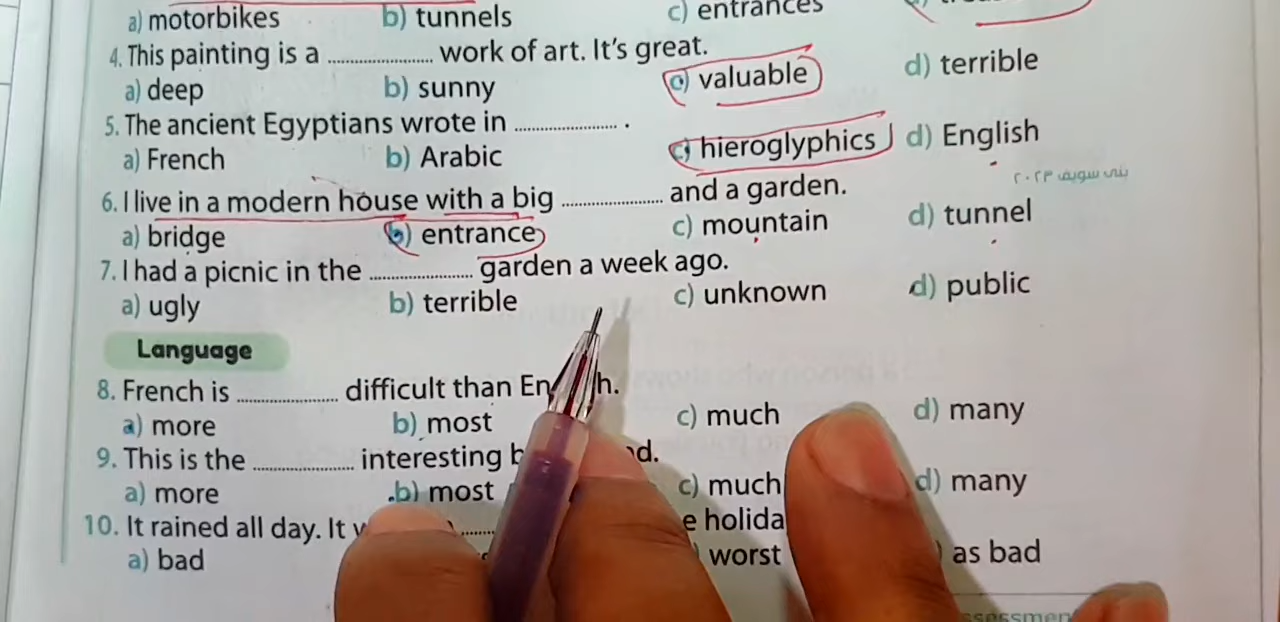 a) motorbikes b) tunnels c) entrances
4. This painting is a .................... work of art. It's great.
a) deep b) sunny c) valuable d) terrible
5. The ancient Egyptians wrote in .................... .
a) French b) Arabic c) hieroglyphics d) English
بنى سويف ٢٠٢٣
6. I live in a modern house with a big .................... and a garden.
a) bridge b) entrance c) mountain d) tunnel
7. I had a picnic in the .................... garden a week ago.
a) ugly b) terrible c) unknown d) public
Language
8. French is .................... difficult than
a) more b) most c) much d) many
9. This is the .................... interesting
a) more b) most c) much d) many
10. It rained all day. It
a) bad worst as bad